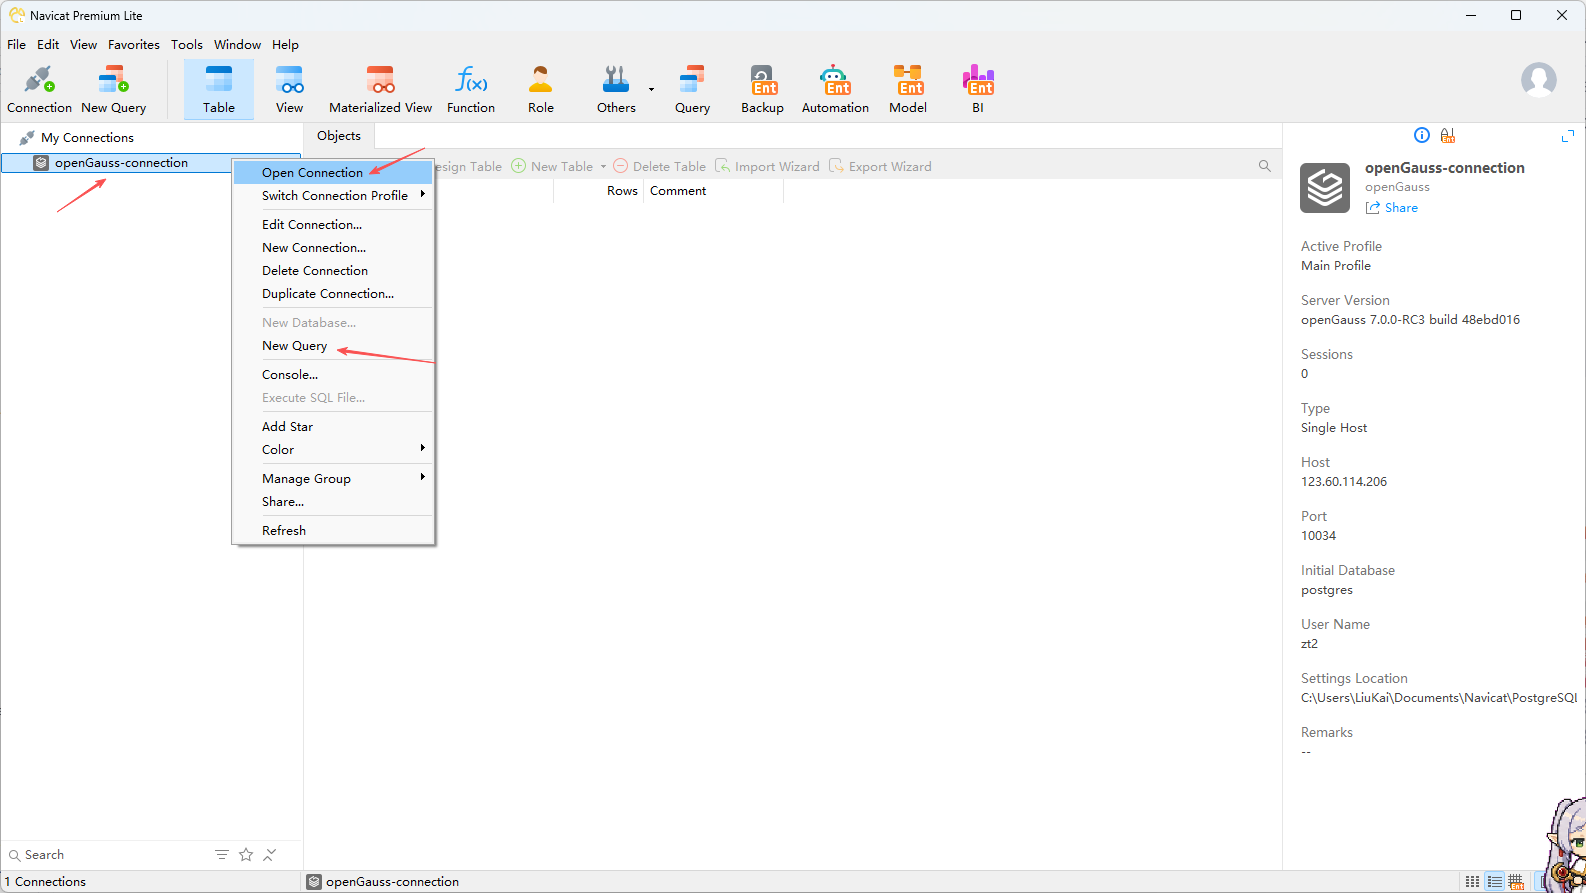 Navicat Premium Lite
File Edit View Favorites Tools Window Help
Connection New Query Table View Materialized View Function Role Others Query Backup Automation Model BI
Ent Ent Ent Ent
My Connections
openGauss-connection
Objects
esign Table New Table Delete Table Import Wizard Export Wizard
Rows Comment
Open Connection
Switch Connection Profile
Edit Connection...
New Connection...
Delete Connection
Duplicate Connection...
New Database...
New Query
Console...
Execute SQL File...
Add Star
Color
Manage Group
Share...
Refresh
openGauss-connection
openGauss
Share
Active Profile
Main Profile
Server Version
openGauss 7.0.0-RC3 build 48ebd016
Sessions
0
Type
Single Host
Host
123.60.114.206
Port
10034
Initial Database
postgres
User Name
zt2
Settings Location
C:\Users\LiuKai\Documents\Navicat\PostgreSQL
Remarks
--
Search
1 Connections
openGauss-connection